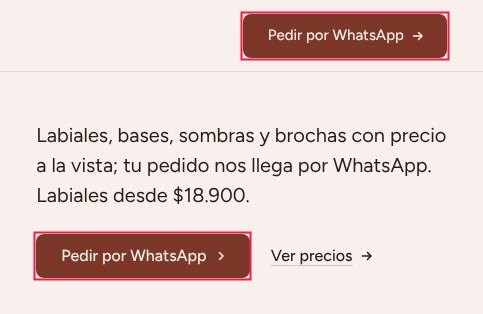 Pedir por WhatsApp →
Labiales, bases, sombras y brochas con precio
a la vista; tu pedido nos llega por WhatsApp.
Labiales desde $18.900.
Pedir por WhatsApp > Ver precios →